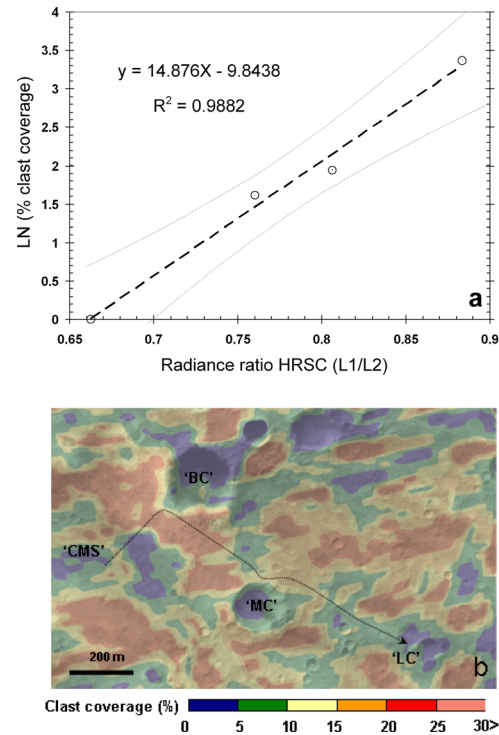 4
3.5
3
2.5
2
1.5
1
0.5
0
LN (% clast coverage)
y = 14.876X - 9.8438
R² = 0.9882
a
0.65 0.7 0.75 0.8 0.85 0.9
Radiance ratio HRSC (L1/L2)
'BC'
'CMS'
'MC'
'LC'
200 m
b
Clast coverage (%)
0 5 10 15 20 25 30>